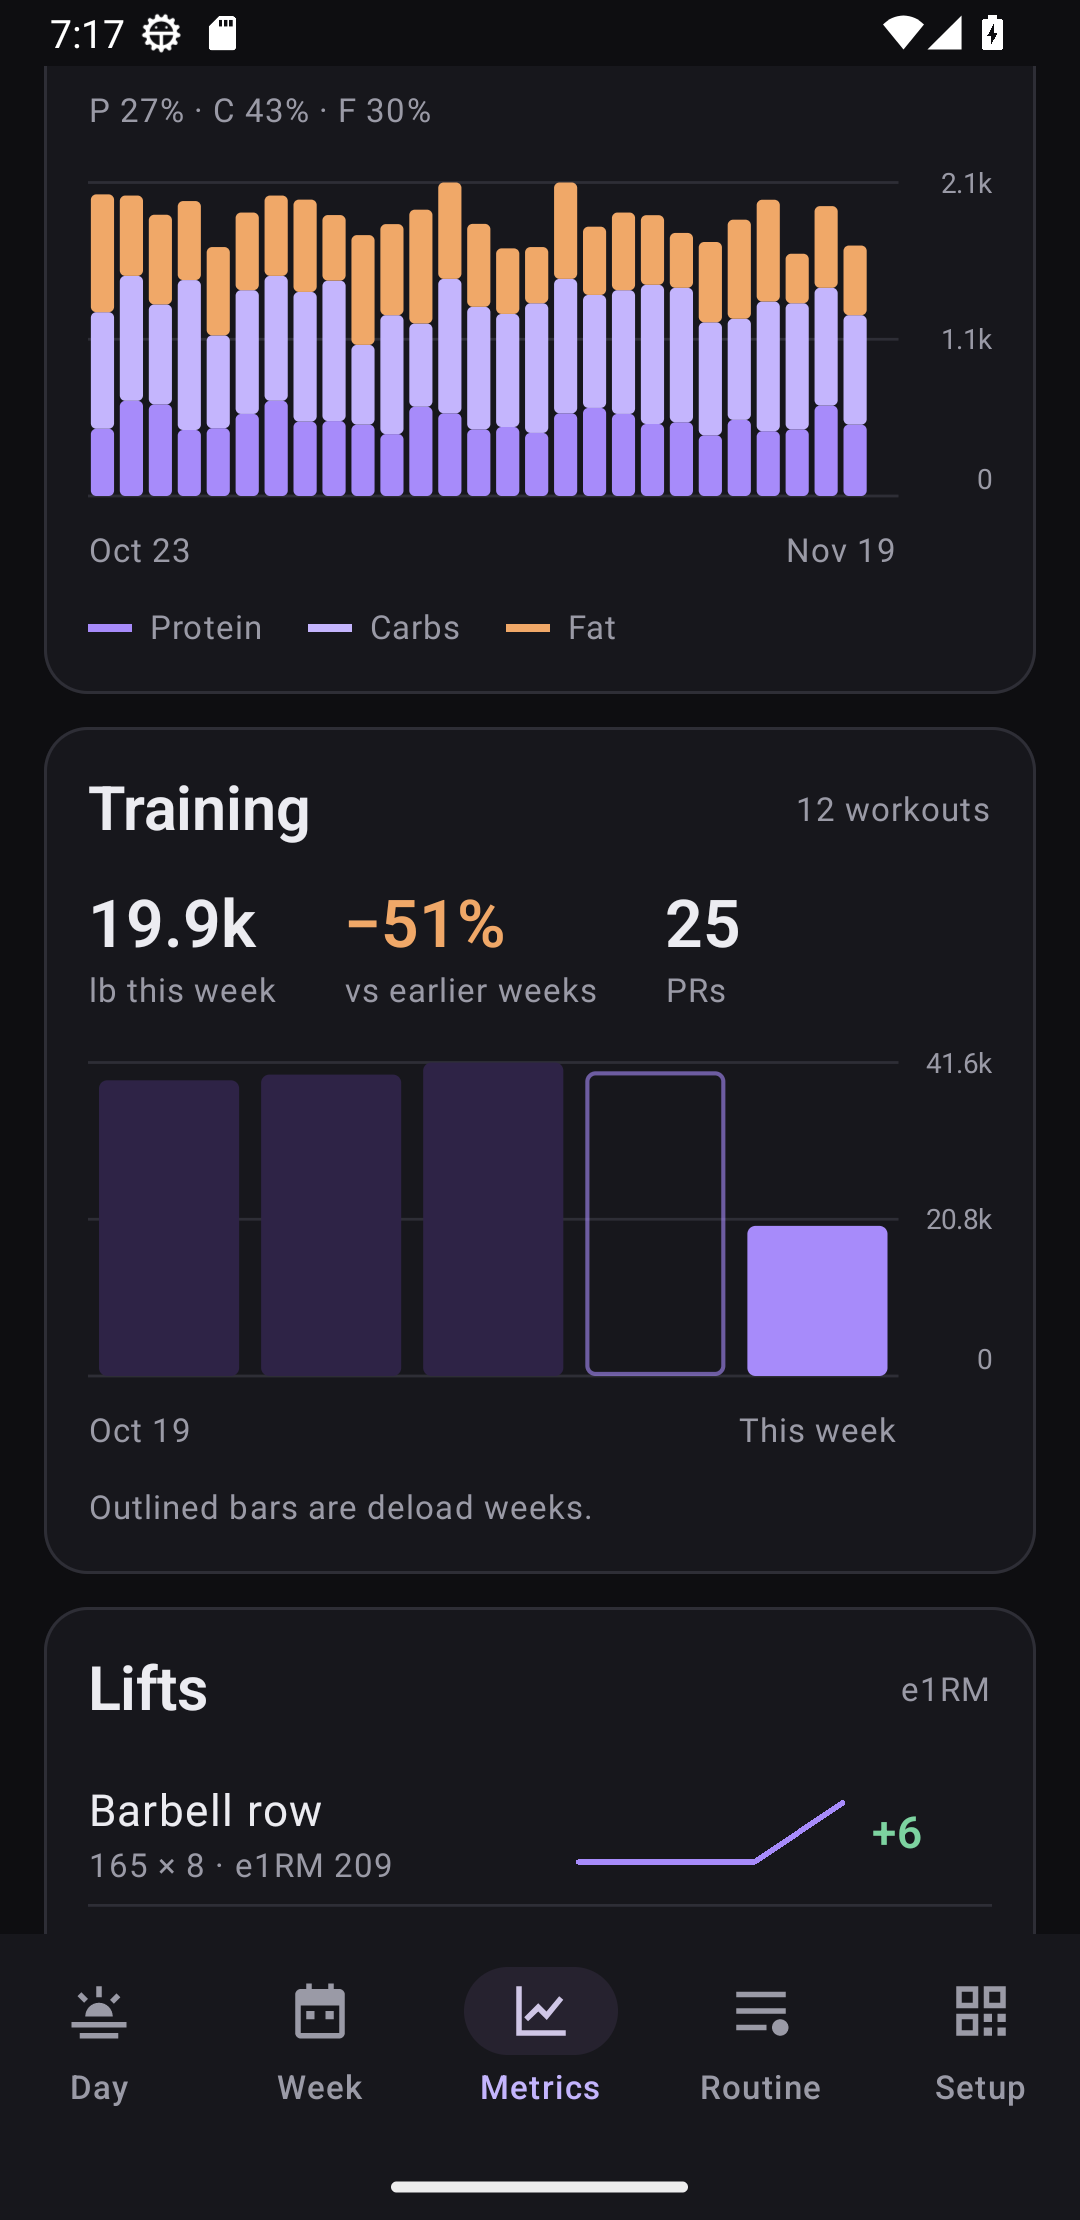 7:17
P 27% · C 43% · F 30%
2.1k
1.1k
0
Oct 23
Nov 19
Protein
Carbs
Fat
Training
12 workouts
19.9k
−51%
25
lb this week
vs earlier weeks
PRs
41.6k
20.8k
0
Oct 19
This week
Outlined bars are deload weeks.
Lifts
e1RM
Barbell row
+6
165 × 8 · e1RM 209
Day
Week
Metrics
Routine
Setup